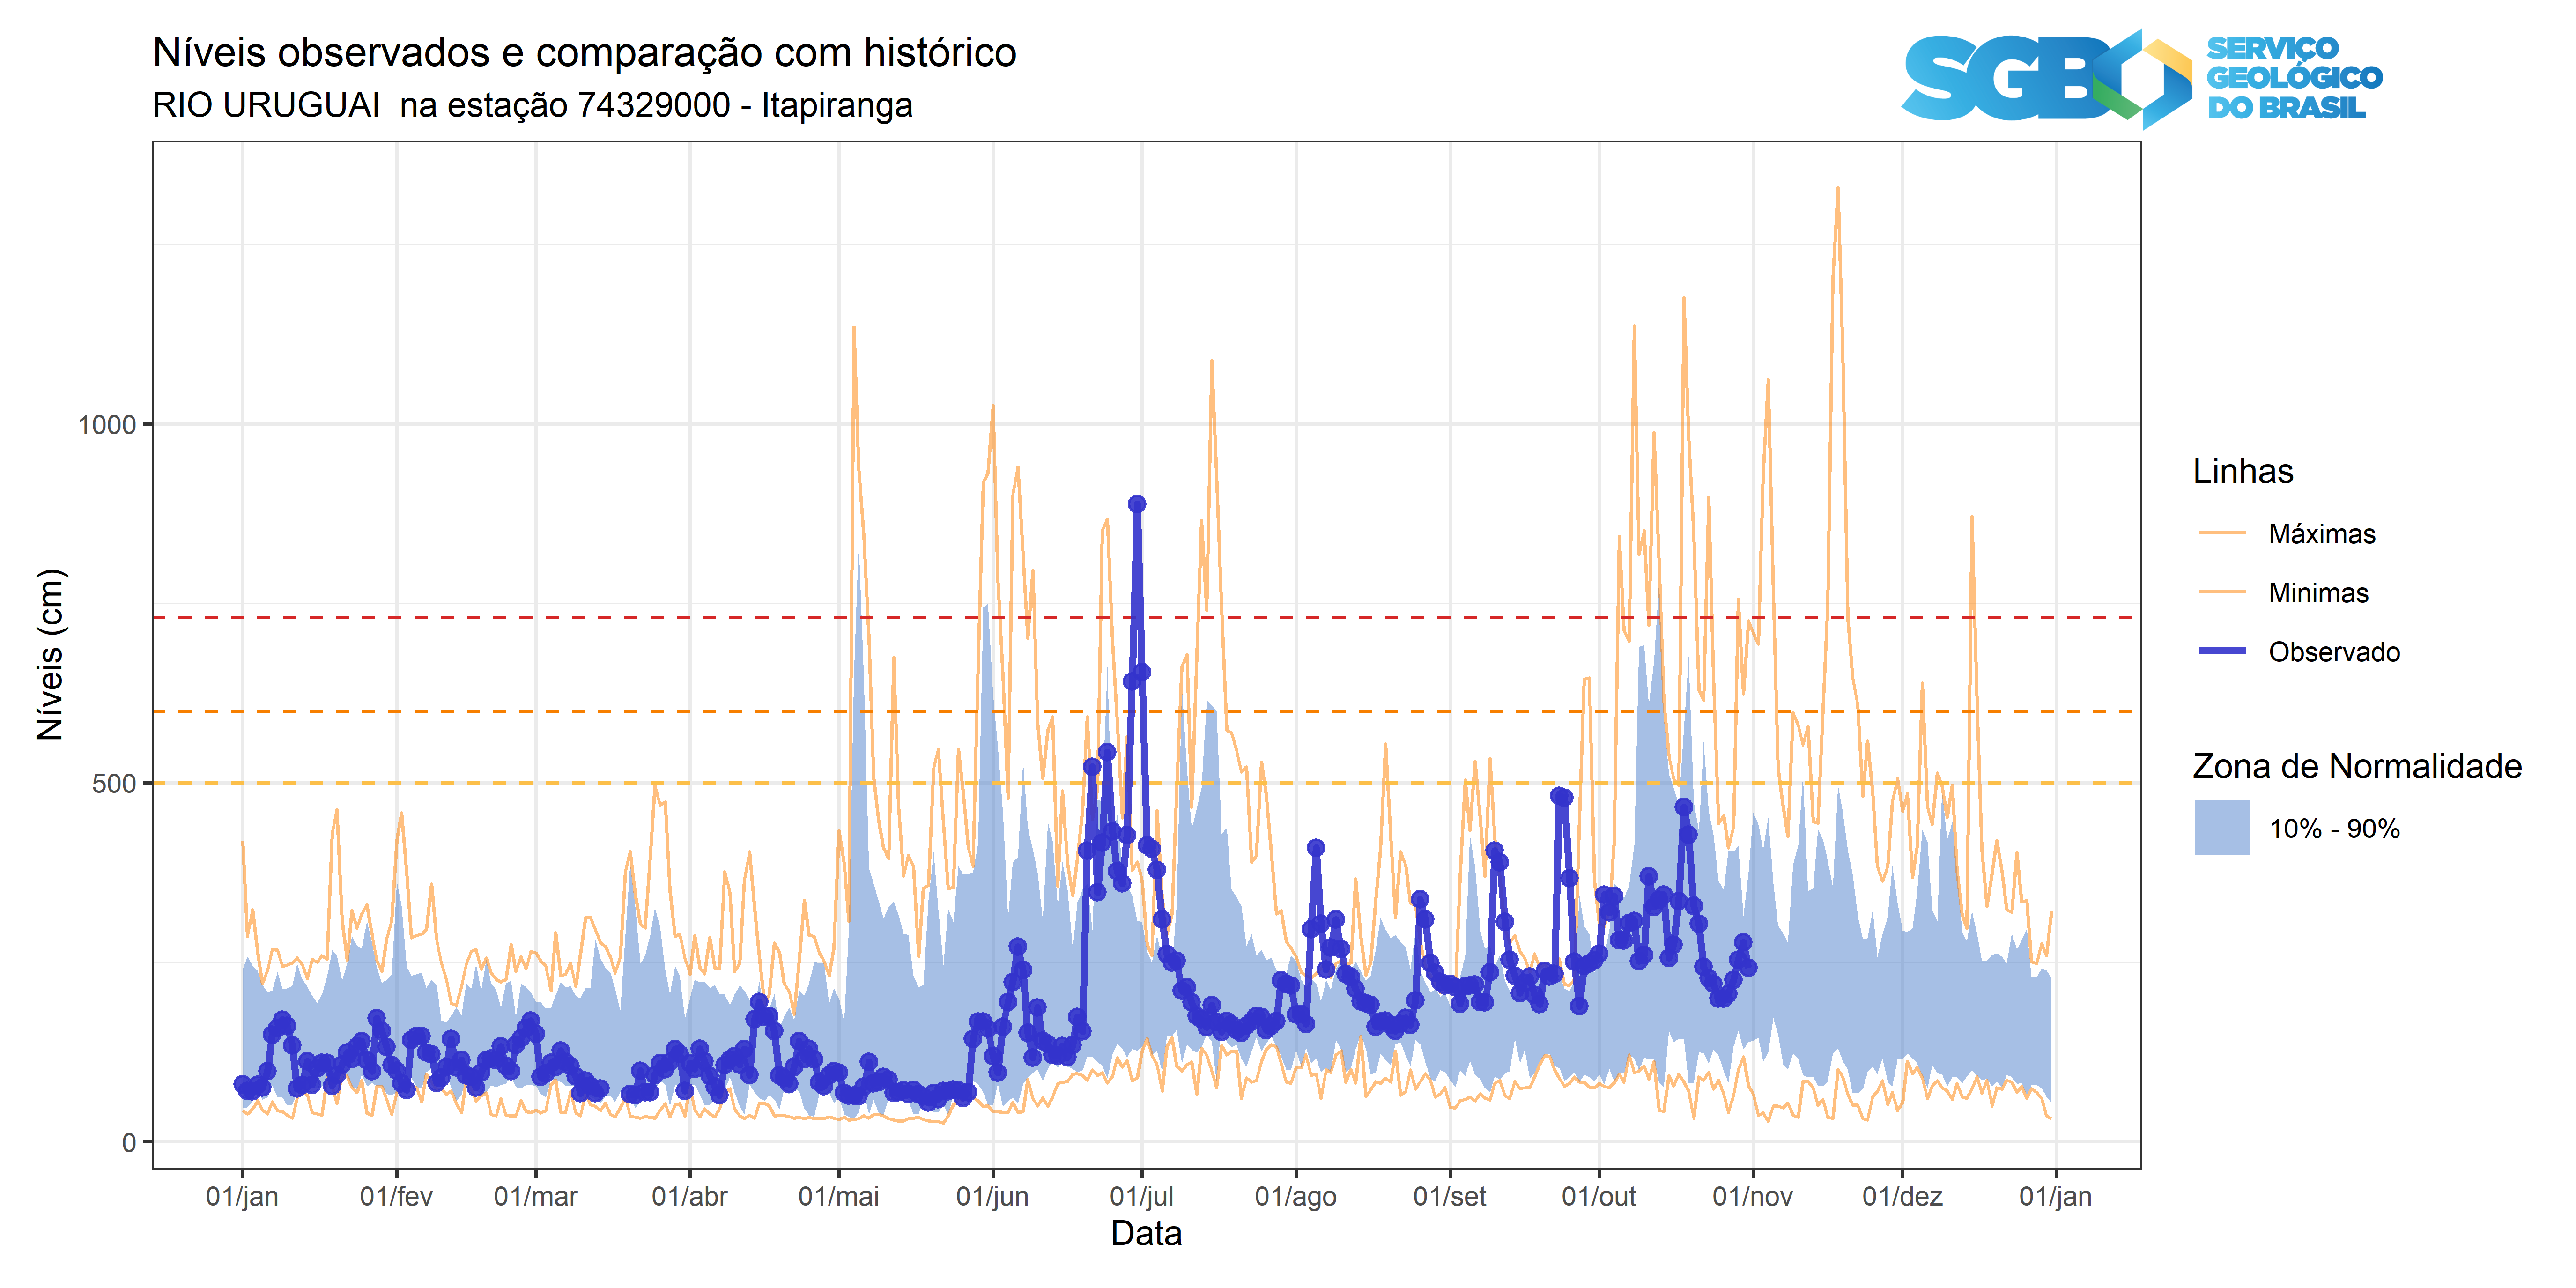 Níveis observados e comparação com histórico
RIO URUGUAI  na estação 74329000 - Itapiranga
SGB
SERVIÇO
GEOLÓGICO
DO BRASIL
Níveis (cm)
1000
500
0
01/jan
01/fev
01/mar
01/abr
01/mai
01/jun
01/jul
01/ago
01/set
01/out
01/nov
01/dez
01/jan
Data
Linhas
Máximas
Minimas
Observado
Zona de Normalidade
10% - 90%